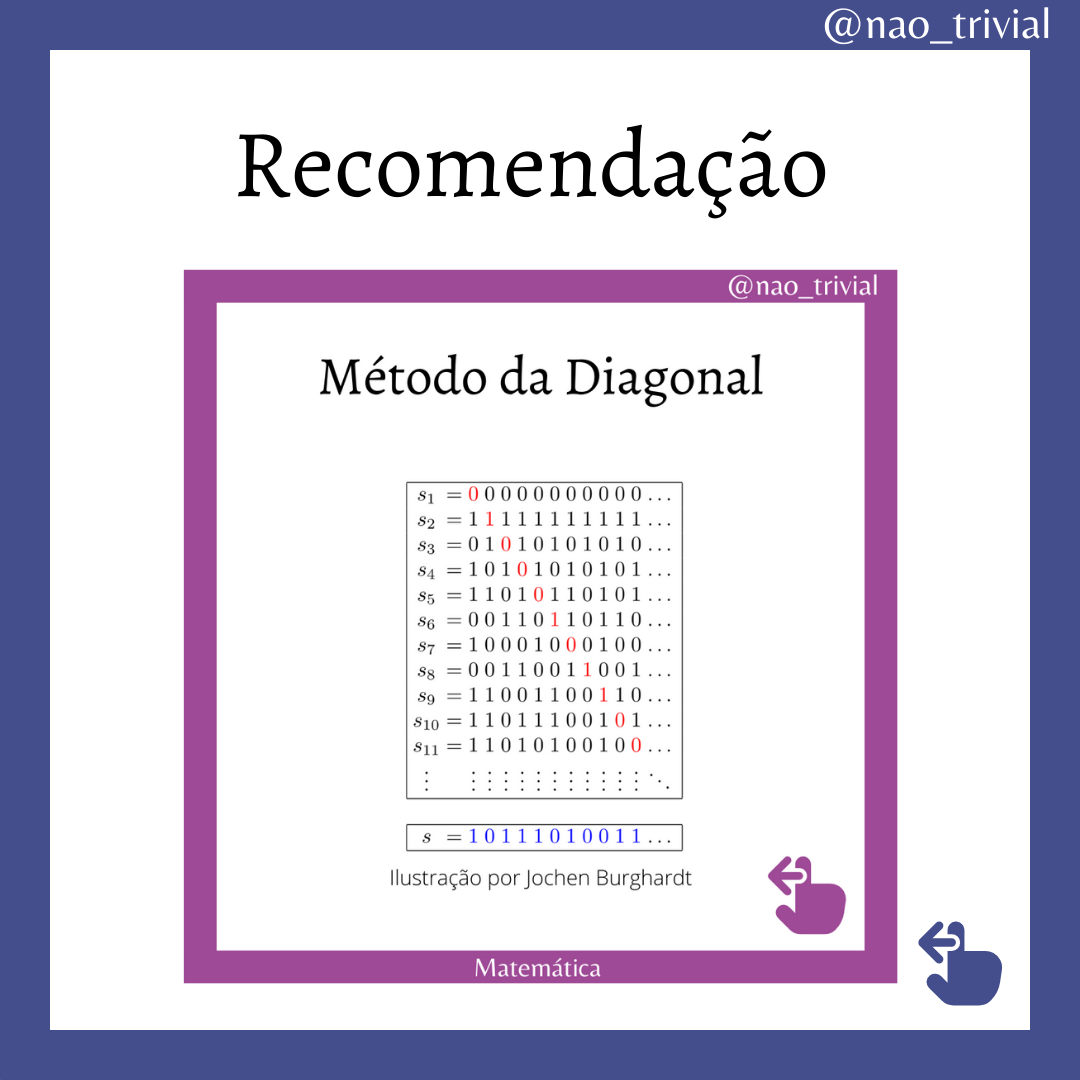 @nao_trivial
Recomendação
@nao_trivial
Método da Diagonal
s₁ = 0 0 0 0 0 0 0 0 0 0 0 ...
s₂ = 1 1 1 1 1 1 1 1 1 1 1 ...
s₃ = 0 1 0 1 0 1 0 1 0 1 0 ...
s₄ = 1 0 1 0 1 0 1 0 1 0 1 ...
s₅ = 1 1 0 1 0 1 1 0 1 0 1 ...
s₆ = 0 0 1 1 0 1 1 0 1 1 0 ...
s₇ = 1 0 0 0 1 0 0 0 1 0 0 ...
s₈ = 0 0 1 1 0 0 1 1 0 0 1 ...
s₉ = 1 1 0 0 1 1 0 0 1 1 0 ...
s₁₀ = 1 1 0 1 1 1 0 0 1 0 1 ...
s₁₁ = 1 1 0 1 0 1 0 0 1 0 0 ...
⋮ ⋮ ⋮ ⋮ ⋮ ⋮ ⋮ ⋮ ⋮ ⋮ ⋮ ⋮ ⋱
s = 1 0 1 1 1 0 1 0 0 1 1 ...
Ilustração por Jochen Burghardt
Matemática